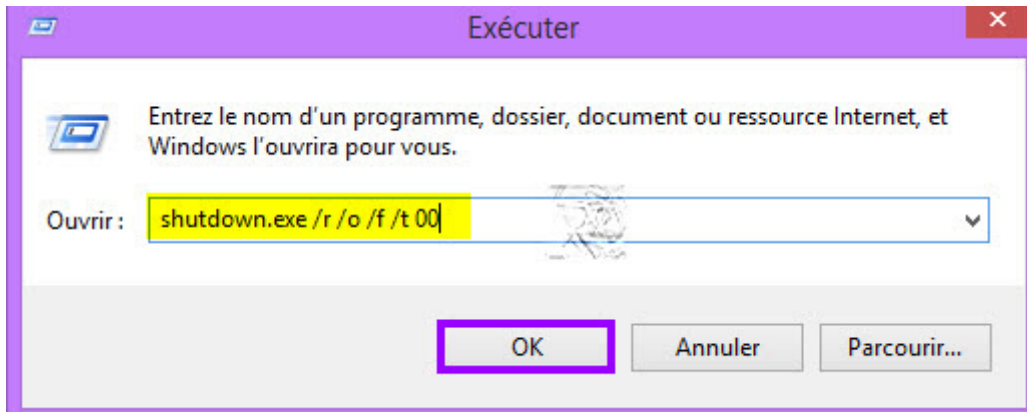 Exécuter
Entrez le nom d'un programme, dossier, document ou ressource Internet, et
Windows l'ouvrira pour vous.
Ouvrir : shutdown.exe /r /o /f /t 00
OK Annuler Parcourir...